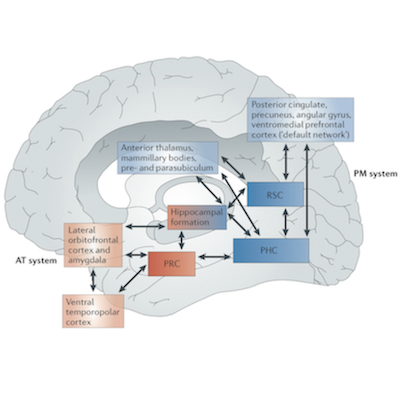 Posterior cingulate,
precuneus, angular gyrus,
ventromedial prefrontal
cortex ('default network')
Anterior thalamus,
mammillary bodies,
pre- and parasubiculum
PM system
RSC
Hippocampal
formation
Lateral
orbitofrontal
cortex and
amygdala
PHC
AT system
PRC
Ventral
temporopolar
cortex